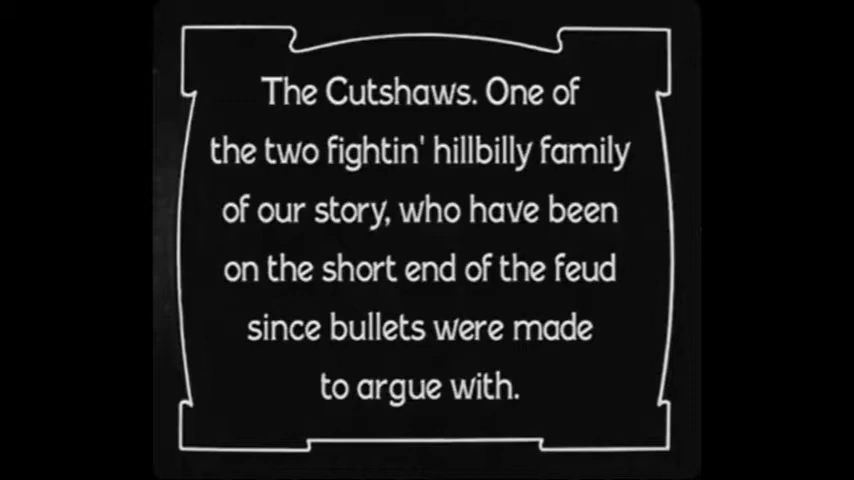 The Cutshaws. One of
the two fightin' hillbilly family
of our story, who have been
on the short end of the feud
since bullets were made
to argue with.